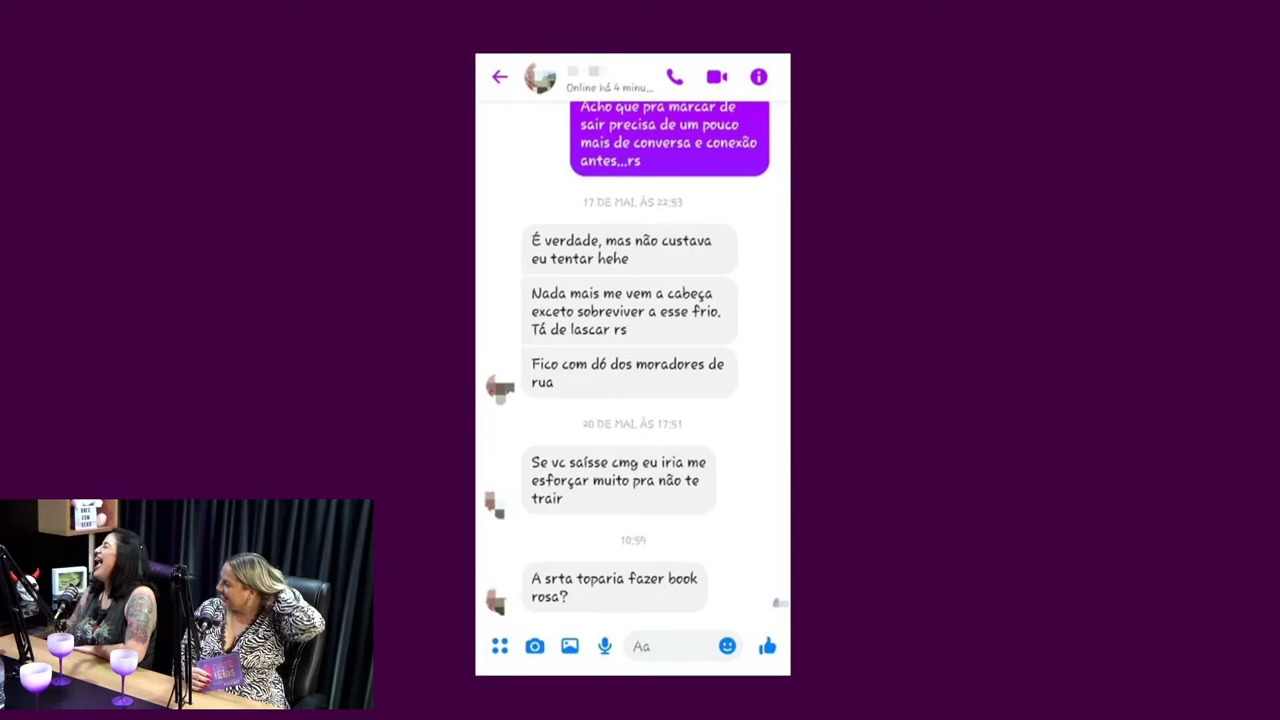 Online há 4 minu...
Acho que pra marcar de
sair precisa de um pouco
mais de conversa e conexão
antes...rs
17 DE MAI. ÀS 22:53
É verdade, mas não custava
eu tentar hehe
Nada mais me vem a cabeça
exceto sobreviver a esse frio.
Tá de lascar rs
Fico com dó dos moradores de
rua
20 DE MAI. ÀS 17:51
Se vc saísse cmg eu iria me
esforçar muito pra não te
trair
10:59
A srta toparia fazer book
rosa?
Aa